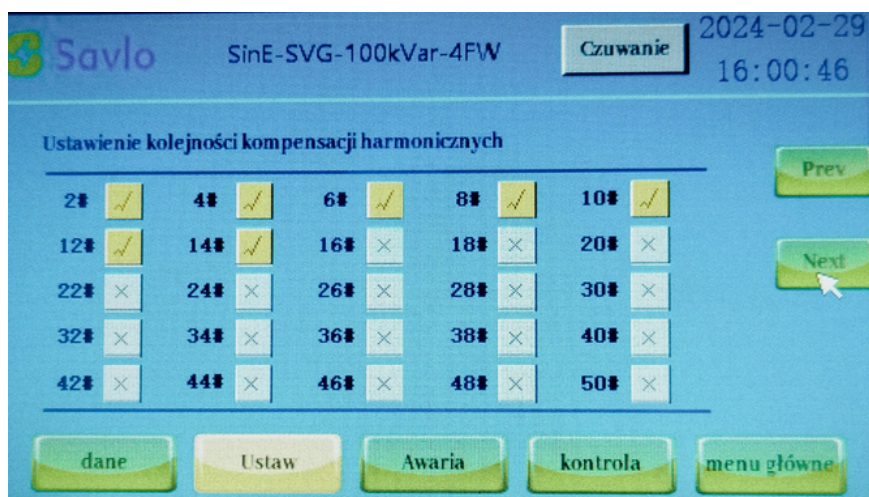 Savlo SinE-SVG-100kVar-4FW Czuwanie 2024-02-29
16:00:46
Ustawienie kolejności kompensacji harmonicznych
Prev
2# 4# 6# 8# 10#
12# 14# 16# 18# 20#
Next
22# 24# 26# 28# 30#
32# 34# 36# 38# 40#
42# 44# 46# 48# 50#
dane Ustaw Awaria kontrola menu główne